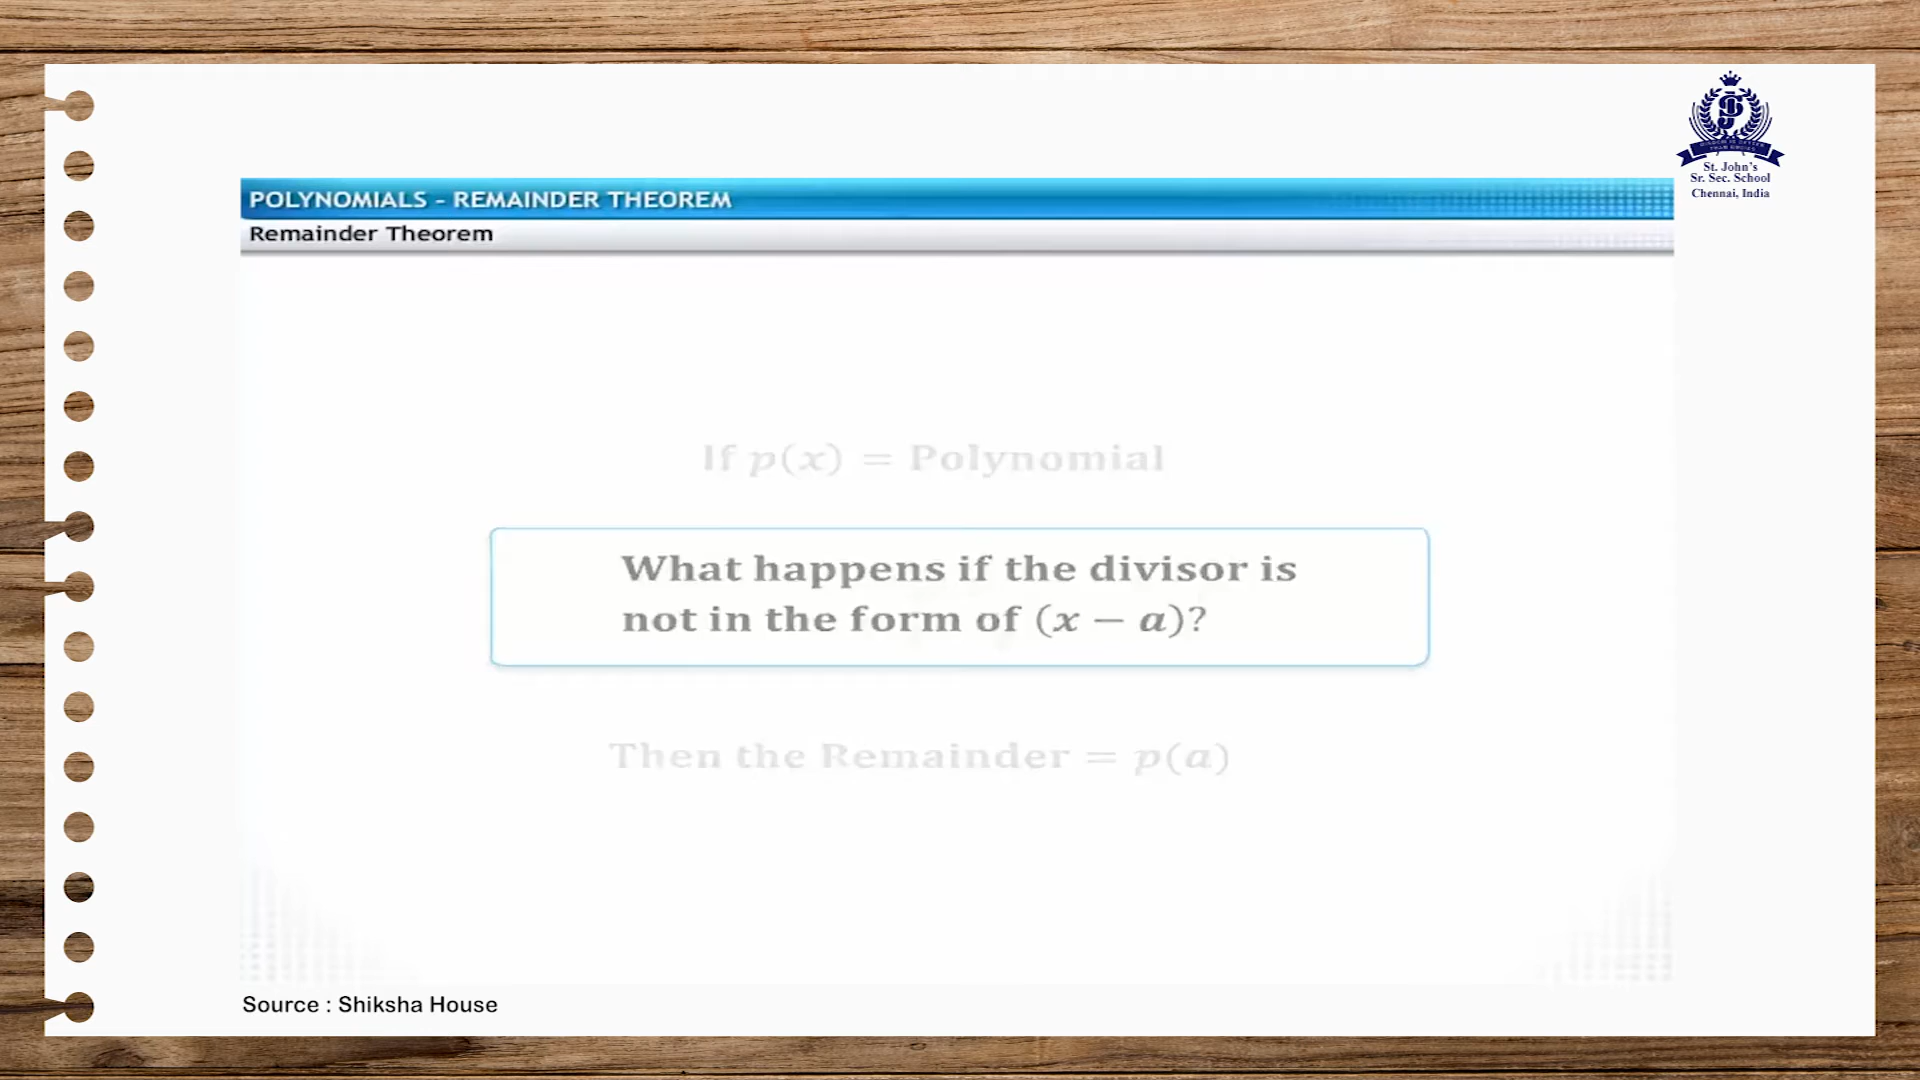 St. John's
Sr. Sec. School
Chennai, India
POLYNOMIALS - REMAINDER THEOREM
Remainder Theorem
If p(x) = Polynomial
What happens if the divisor is
not in the form of (x − a)?
Then the Remainder = p(a)
Source : Shiksha House